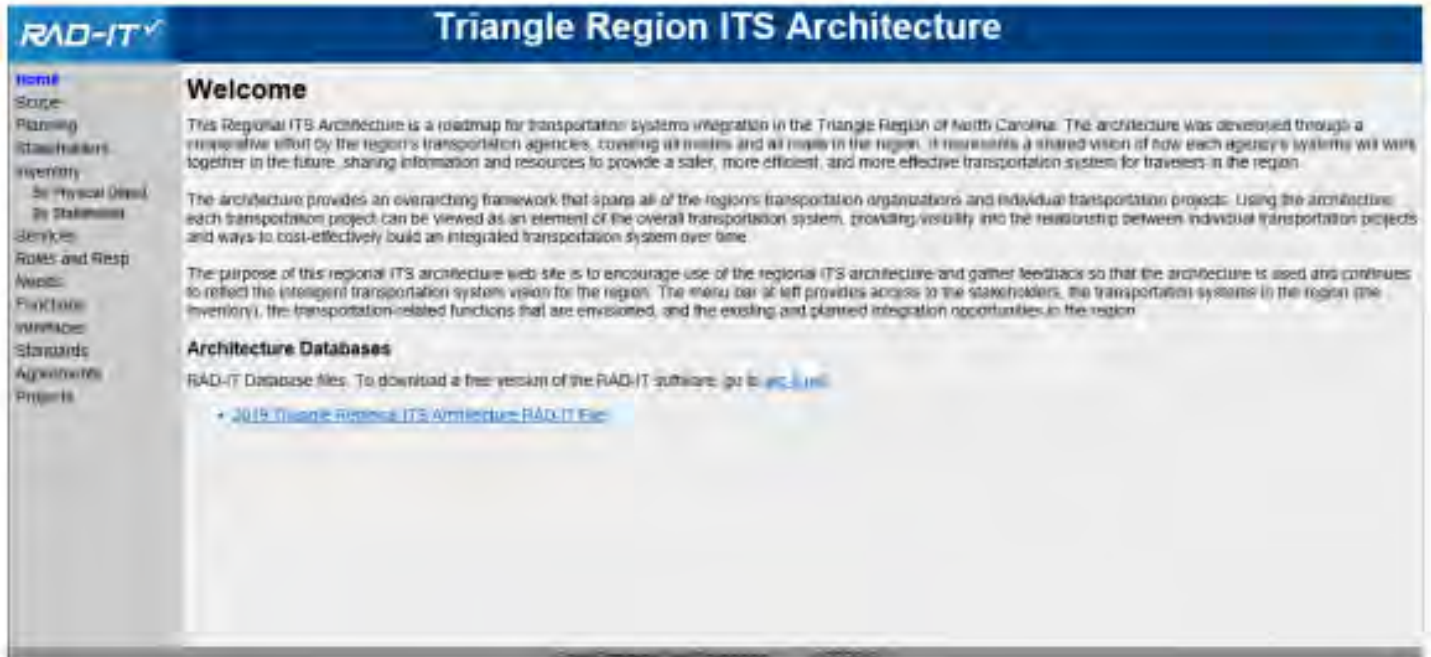 RAD-IT
Triangle Region ITS Architecture
Home
Scope
Planning
Stakeholders
Inventory
By Physical Object
By Stakeholder
Services
Roles and Resp
Needs
Functions
Interfaces
Standards
Agreements
Projects
Welcome
This Regional ITS Architecture is a roadmap for transportation systems integration in the Triangle Region of North Carolina. The architecture was developed through a
cooperative effort by the region's transportation agencies, covering all modes and all roads in the region. It represents a shared vision of how each agency's systems will work
together in the future, sharing information and resources to provide a safer, more efficient, and more effective transportation system for travelers in the region.
The architecture provides an overarching framework that spans all of the region's transportation organizations and individual transportation projects. Using the architecture,
each transportation project can be viewed as an element of the overall transportation system, providing visibility into the relationship between individual transportation projects
and ways to cost-effectively build an integrated transportation system over time.
The purpose of this regional ITS architecture web site is to encourage use of the regional ITS architecture and gather feedback so that the architecture is used and continues
to reflect the intelligent transportation system vision for the region. The menu bar at left provides access to the stakeholders, the transportation systems in the region (the
inventory), the transportation-related functions that are envisioned, and the existing and planned integration opportunities in the region.
Architecture Databases
RAD-IT Database files. To download a free version of the RAD-IT software, go to
2019 Triangle Regional ITS Architecture RAD-IT File